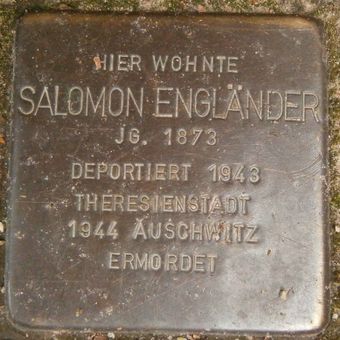 HIER WOHNTE
SALOMON ENGLÄNDER
JG. 1873
DEPORTIERT 1943
THERESIENSTADT
1944 AUSCHWITZ
ERMORDET